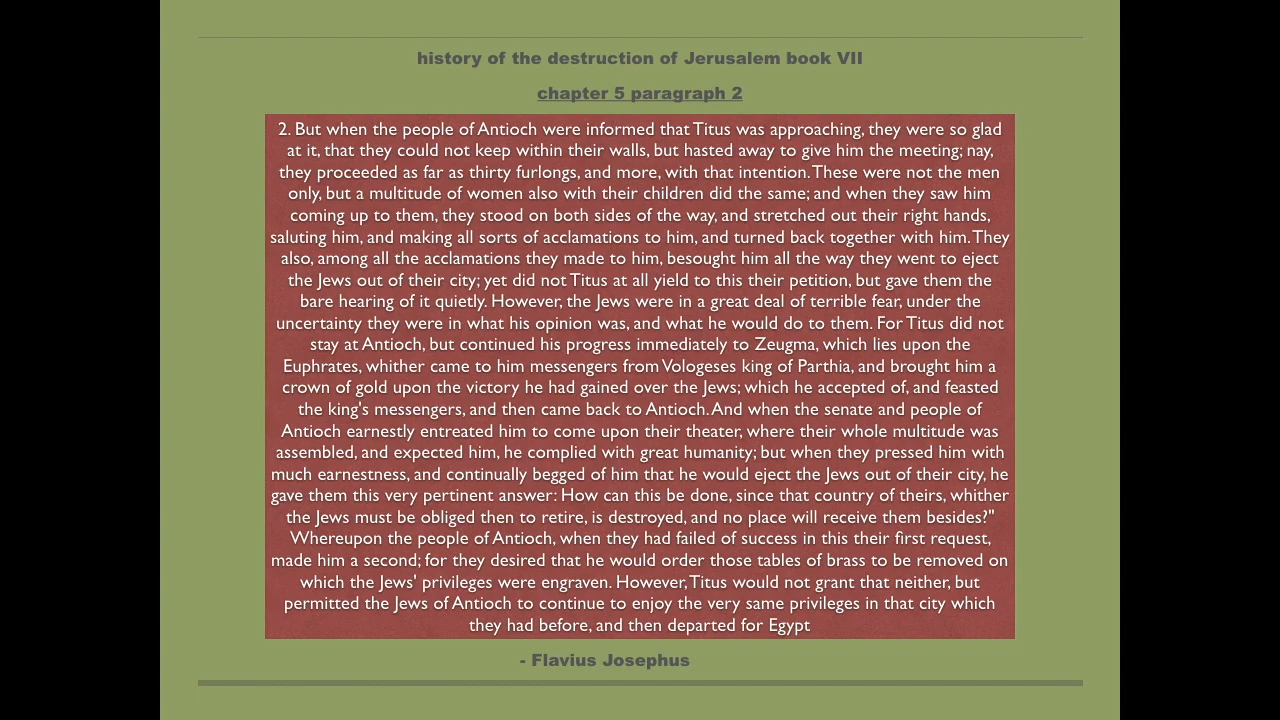 history of the destruction of Jerusalem book VII
chapter 5 paragraph 2
2. But when the people of Antioch were informed that Titus was approaching, they were so glad
at it, that they could not keep within their walls, but hasted away to give him the meeting; nay,
they proceeded as far as thirty furlongs, and more, with that intention. These were not the men
only, but a multitude of women also with their children did the same; and when they saw him
coming up to them, they stood on both sides of the way, and stretched out their right hands,
saluting him, and making all sorts of acclamations to him, and turned back together with him. They
also, among all the acclamations they made to him, besought him all the way they went to eject
the Jews out of their city; yet did not Titus at all yield to this their petition, but gave them the
bare hearing of it quietly. However, the Jews were in a great deal of terrible fear, under the
uncertainty they were in what his opinion was, and what he would do to them. For Titus did not
stay at Antioch, but continued his progress immediately to Zeugma, which lies upon the
Euphrates, whither came to him messengers from Vologeses king of Parthia, and brought him a
crown of gold upon the victory he had gained over the Jews; which he accepted of, and feasted
the king's messengers, and then came back to Antioch. And when the senate and people of
Antioch earnestly entreated him to come upon their theater, where their whole multitude was
assembled, and expected him, he complied with great humanity; but when they pressed him with
much earnestness, and continually begged of him that he would eject the Jews out of their city, he
gave them this very pertinent answer: How can this be done, since that country of theirs, whither
the Jews must be obliged then to retire, is destroyed, and no place will receive them besides?"
Whereupon the people of Antioch, when they had failed of success in this their first request,
made him a second; for they desired that he would order those tables of brass to be removed on
which the Jews' privileges were engraven. However, Titus would not grant that neither, but
permitted the Jews of Antioch to continue to enjoy the very same privileges in that city which
they had before, and then departed for Egypt
- Flavius Josephus